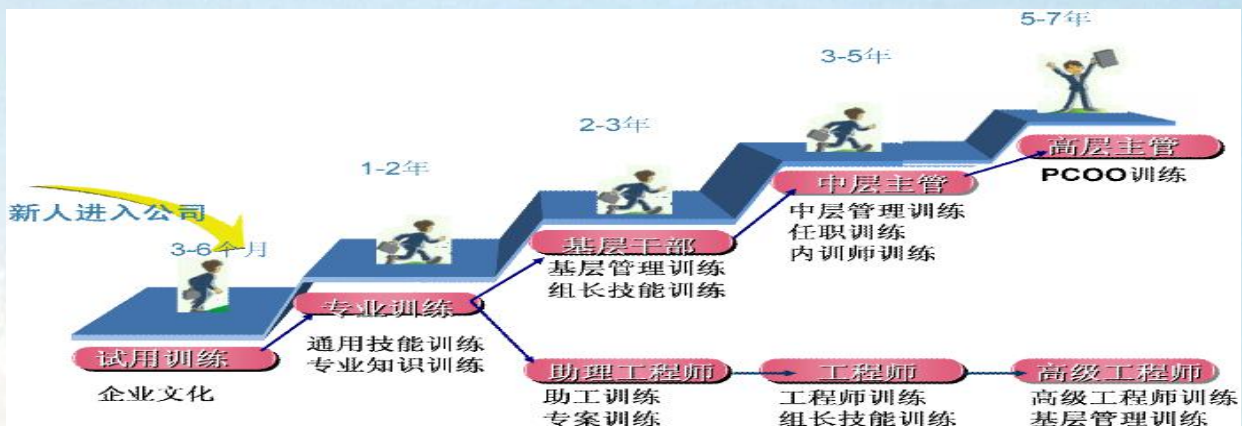 5-7年
3-5年
2-3年
1-2年
新人进入公司
3-6个月
高层主管
PCOO训练
中层主管
中层管理训练
任职训练
内训师训练
基层干部
基层管理训练
组长技能训练
专业训练
通用技能训练
专业知识训练
试用训练
企业文化
助理工程师
助工训练
专案训练
工程师
工程师训练
组长技能训练
高级工程师
高级工程师训练
基层管理训练